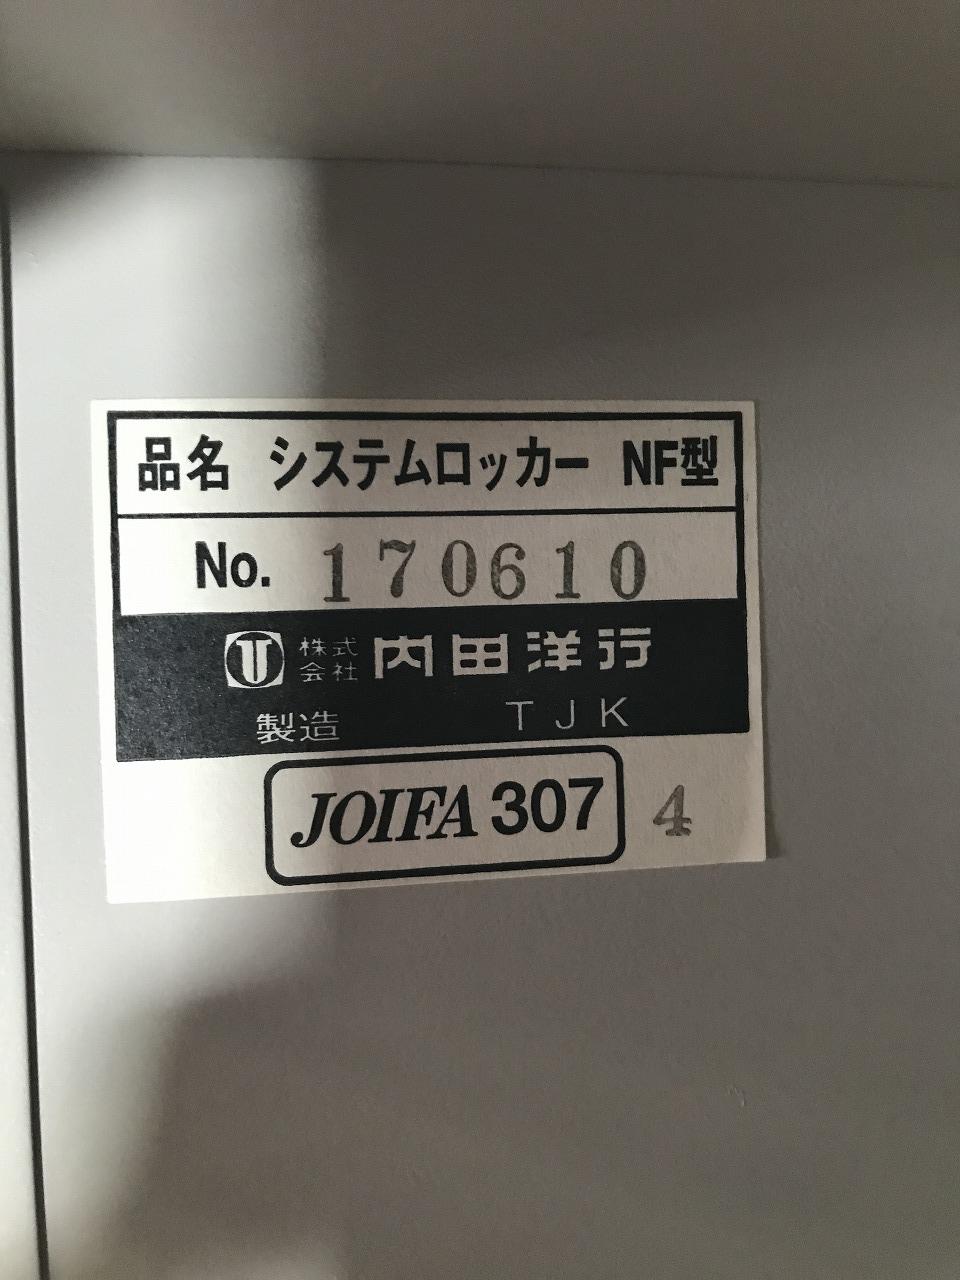 品名 システムロッカー NF型
No. 170610
株式会社 内田洋行
製造 TJK
JOIFA 307 4